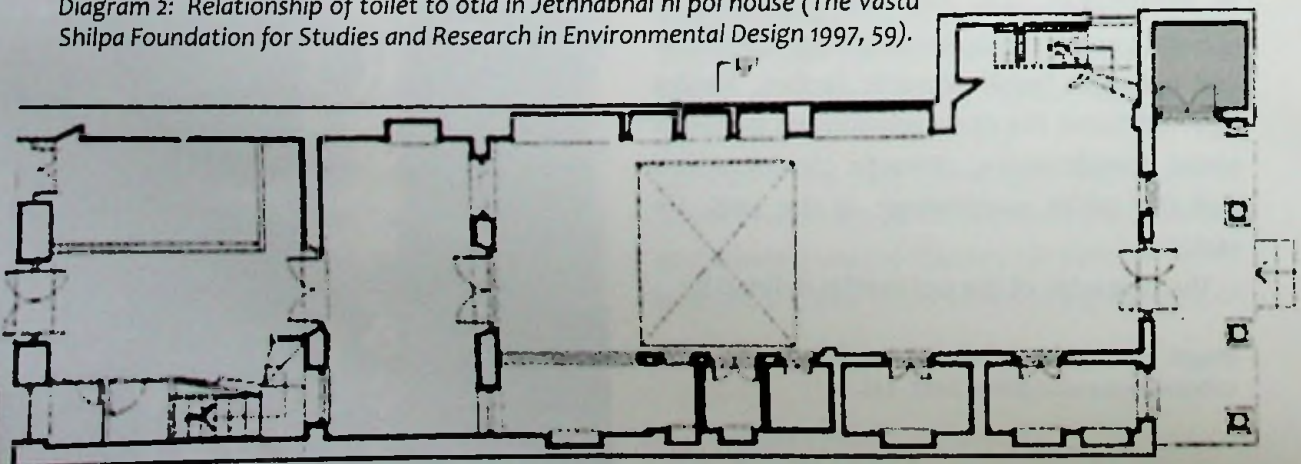 Diagram 2: Relationship of toilet to otla in Jethhabhai ni pol house (The Vastu
Shilpa Foundation for Studies and Research in Environmental Design 1997, 59).